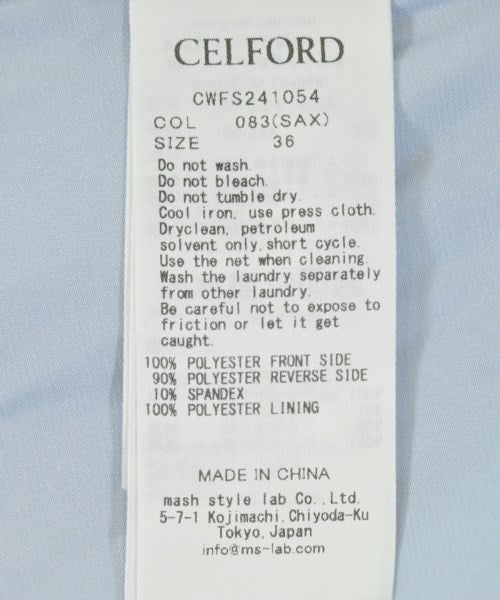 CELFORD
CWFS241054
COL 083(SAX)
SIZE 36
Do not wash.
Do not bleach.
Do not tumble dry.
Cool iron, use press cloth.
Dryclean, petroleum
solvent only,short cycle.
Use the net when cleaning.
Wash the laundry separately
from other laundry.
Be careful not to expose to
friction or let it get
caught.
100% POLYESTER FRONT SIDE
90% POLYESTER REVERSE SIDE
10% SPANDEX
100% POLYESTER LINING
MADE IN CHINA
mash style lab Co.,Ltd.
5-7-1 Kojimachi,Chiyoda-Ku
Tokyo,Japan
info@ms-lab.com